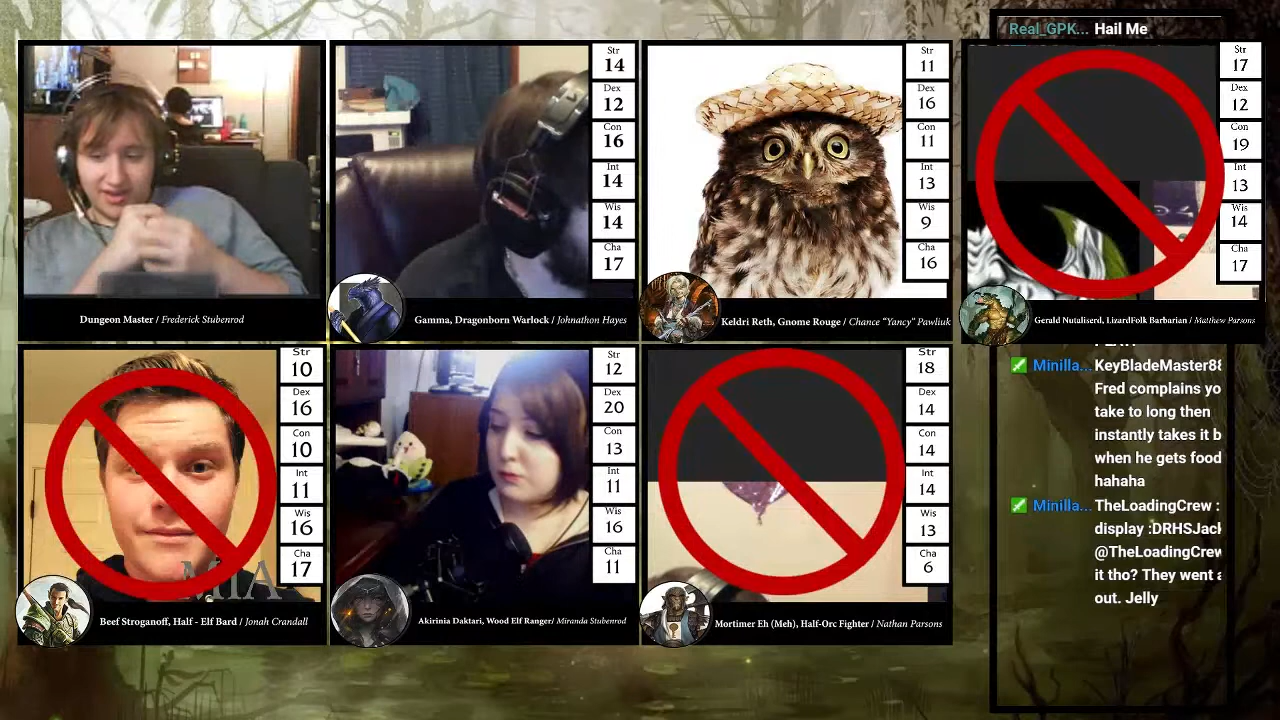 Real_GPK... Hail Me
Str
14
Dex
12
Con
16
Int
14
Wis
14
Cha
17
Str
11
Dex
16
Con
11
Int
13
Wis
9
Cha
16
Str
17
Dex
12
Con
19
Int
13
Wis
14
Cha
17
Dungeon Master / Frederick Stubenrod
Gamma, Dragonborn Warlock / Johnathon Hayes
Keldri Reth, Gnome Rouge / Chance "Yancy" Pawliuk
Gerald Nutaliserd, LizardFolk Barbarian / Matthew Parsons
Str
10
Dex
16
Con
10
Int
11
Wis
16
Cha
17
MIA
Str
12
Dex
20
Con
13
Int
11
Wis
16
Cha
11
Str
18
Dex
14
Con
14
Int
14
Wis
13
Cha
6
Beef Stroganoff, Half - Elf Bard / Jonah Crandall
Akirinia Daktari, Wood Elf Ranger/ Miranda Stubenrod
Mortimer Eh (Meh), Half-Orc Fighter / Nathan Parsons
Minilla... KeyBladeMaster88
Fred complains yo
take to long then
instantly takes it b
when he gets food
hahaha
Minilla... TheLoadingCrew :
display :DRHSJack
@TheLoadingCrew
it tho? They went a
out. Jelly